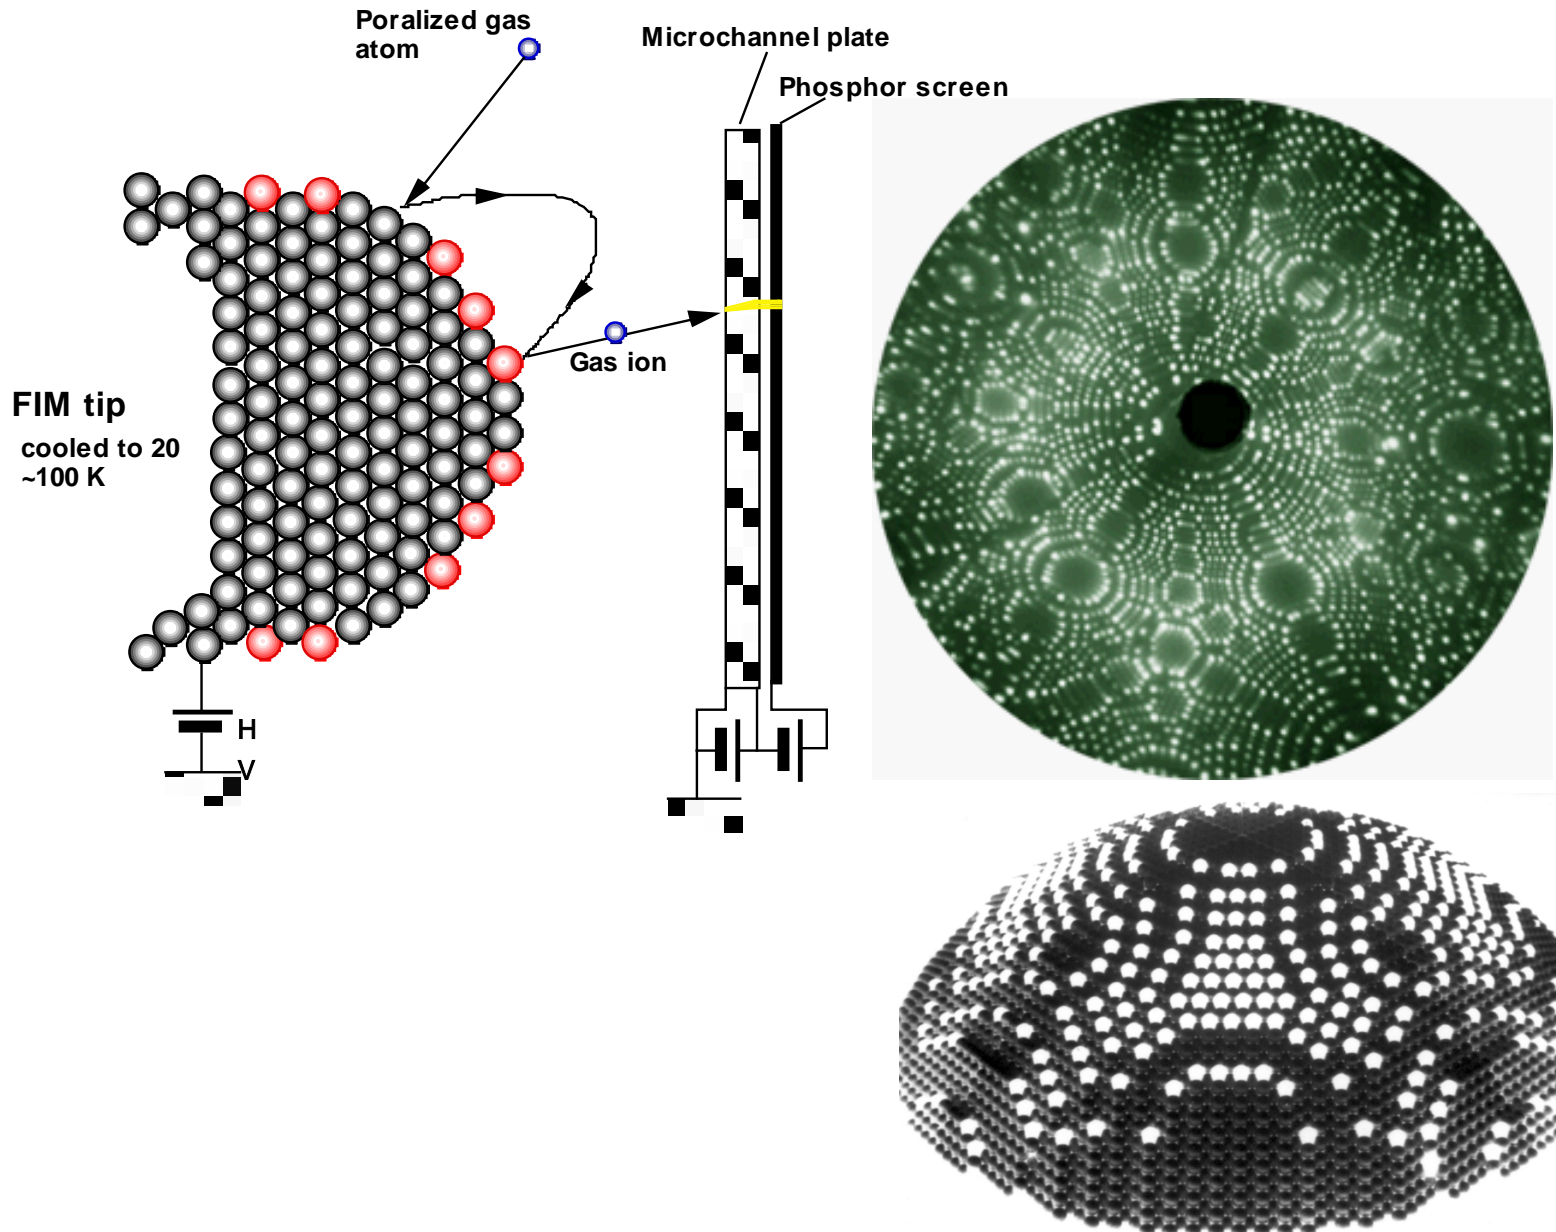 Poralized gas
atom
Microchannel plate
Phosphor screen
Gas ion
FIM tip
cooled to 20
~100 K
H
V